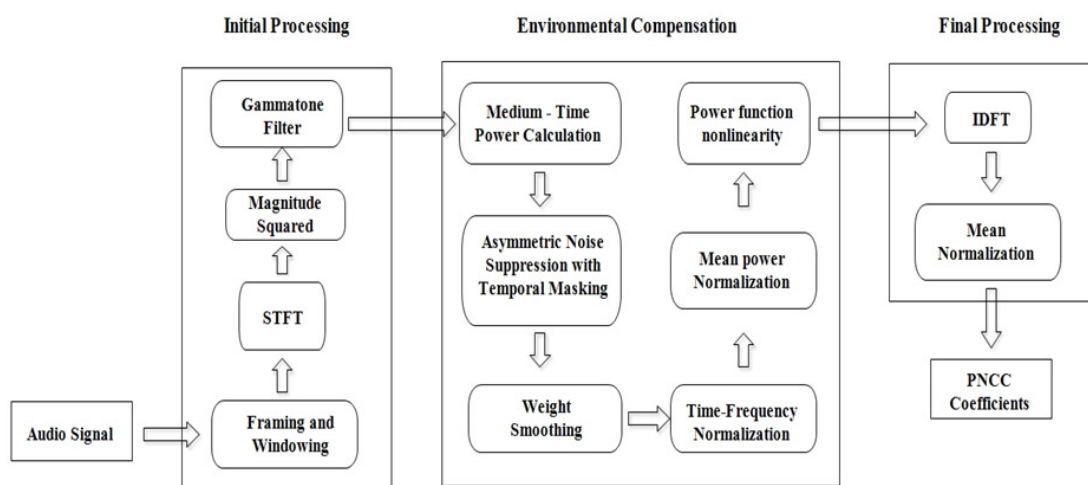 Initial Processing
Environmental Compensation
Final Processing
Audio Signal
Framing and
Windowing
STFT
Magnitude
Squared
Gammatone
Filter
Medium - Time
Power Calculation
Asymmetric Noise
Suppression with
Temporal Masking
Weight
Smoothing
Time-Frequency
Normalization
Mean power
Normalization
Power function
nonlinearity
IDFT
Mean
Normalization
PNCC
Coefficients